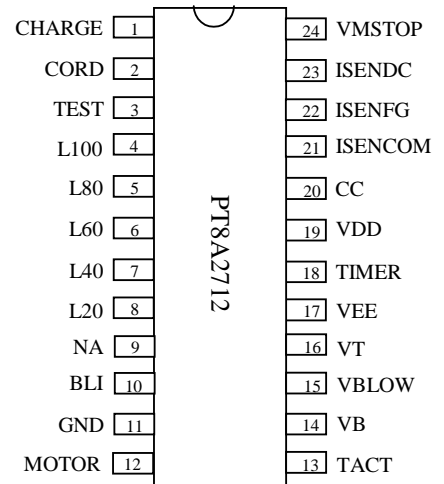 CHARGE 1 24 VMSTOP
CORD 2 23 ISENDC
TEST 3 22 ISENFG
L100 4 21 ISENCOM
L80 5 20 CC
L60 6 19 VDD
L40 7 18 TIMER
L20 8 17 VEE
NA 9 16 VT
BLI 10 15 VBLOW
GND 11 14 VB
MOTOR 12 13 TACT
PT8A2712